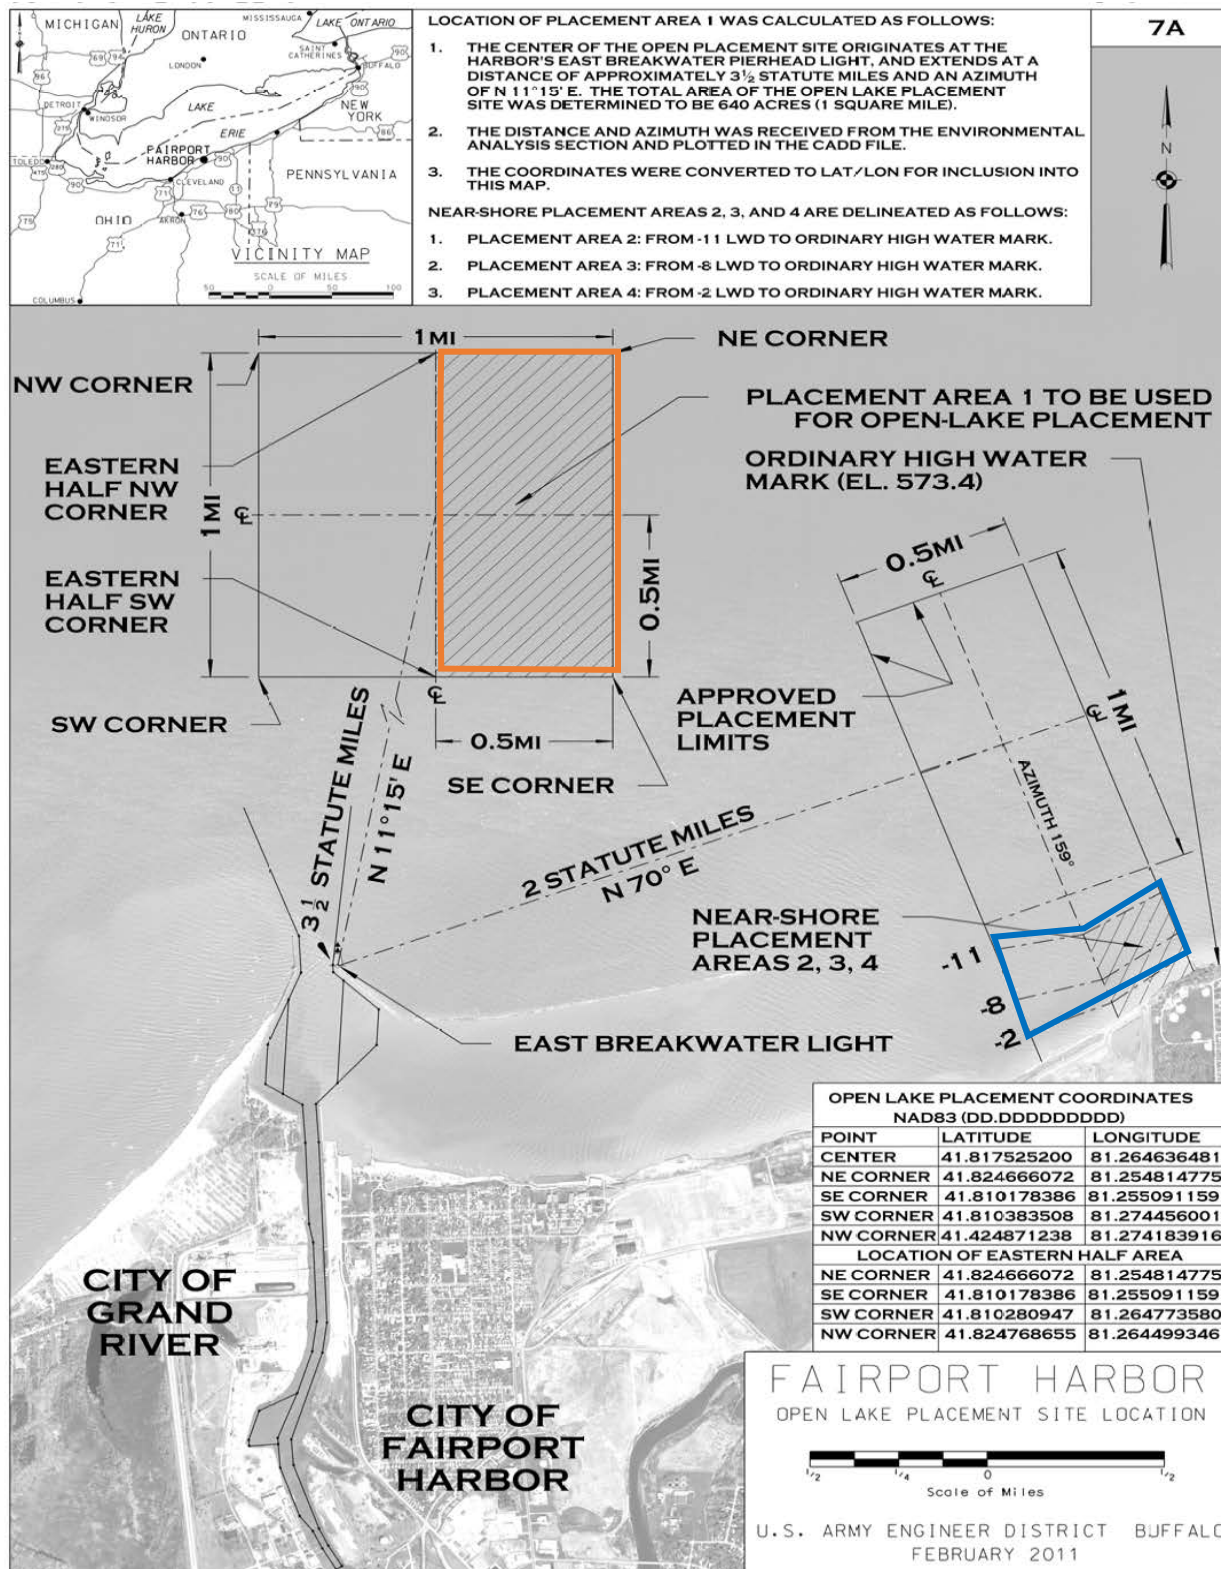 MICHIGAN
LAKE
HURON
ONTARIO
MISSISSAUGA
LAKE ONTARIO
SAINT
CATHERINES
BUFFALO
LONDON
DETROIT
WINDSOR
LAKE
ERIE
NEW
YORK
FAIRPORT
HARBOR
TOLEDO
CLEVELAND
PENNSYLVANIA
OHIO
AKRON
COLUMBUS
VICINITY MAP
SCALE OF MILES
50 0 50 100
LOCATION OF PLACEMENT AREA 1 WAS CALCULATED AS FOLLOWS:
1. THE CENTER OF THE OPEN PLACEMENT SITE ORIGINATES AT THE
HARBOR'S EAST BREAKWATER PIERHEAD LIGHT, AND EXTENDS AT A
DISTANCE OF APPROXIMATELY 3½ STATUTE MILES AND AN AZIMUTH
OF N 11°15' E. THE TOTAL AREA OF THE OPEN LAKE PLACEMENT
SITE WAS DETERMINED TO BE 640 ACRES (1 SQUARE MILE).
2. THE DISTANCE AND AZIMUTH WAS RECEIVED FROM THE ENVIRONMENTAL
ANALYSIS SECTION AND PLOTTED IN THE CADD FILE.
3. THE COORDINATES WERE CONVERTED TO LAT/LON FOR INCLUSION INTO
THIS MAP.
NEAR-SHORE PLACEMENT AREAS 2, 3, AND 4 ARE DELINEATED AS FOLLOWS:
1. PLACEMENT AREA 2: FROM -11 LWD TO ORDINARY HIGH WATER MARK.
2. PLACEMENT AREA 3: FROM -8 LWD TO ORDINARY HIGH WATER MARK.
3. PLACEMENT AREA 4: FROM -2 LWD TO ORDINARY HIGH WATER MARK.
7A
N
1 MI
NE CORNER
NW CORNER
PLACEMENT AREA 1 TO BE USED
FOR OPEN-LAKE PLACEMENT
EASTERN
HALF NW
CORNER
1 MI
ORDINARY HIGH WATER
MARK (EL. 573.4)
0.5MI
EASTERN
HALF SW
CORNER
0.5MI
SW CORNER
0.5MI
SE CORNER
APPROVED
PLACEMENT
LIMITS
1 MI
AZIMUTH 159°
3 1/2 STATUTE MILES
N 11°15' E
2 STATUTE MILES
N 70° E
NEAR-SHORE
PLACEMENT
AREAS 2, 3, 4
-11
-8
-2
EAST BREAKWATER LIGHT
OPEN LAKE PLACEMENT COORDINATES
NAD83 (DD.DDDDDDDDD)
POINT LATITUDE LONGITUDE
CENTER 41.817525200 81.264636481
NE CORNER 41.824666072 81.254814775
SE CORNER 41.810178386 81.255091159
SW CORNER 41.810383508 81.274456001
NW CORNER 41.424871238 81.274183916
LOCATION OF EASTERN HALF AREA
NE CORNER 41.824666072 81.254814775
SE CORNER 41.810178386 81.255091159
SW CORNER 41.810280947 81.264773580
NW CORNER 41.824768655 81.264499346
CITY OF
GRAND
RIVER
CITY OF
FAIRPORT
HARBOR
FAIRPORT HARBOR
OPEN LAKE PLACEMENT SITE LOCATION
1/2 1/4 0 1/2
Scale of Miles
U.S. ARMY ENGINEER DISTRICT BUFFALO
FEBRUARY 2011